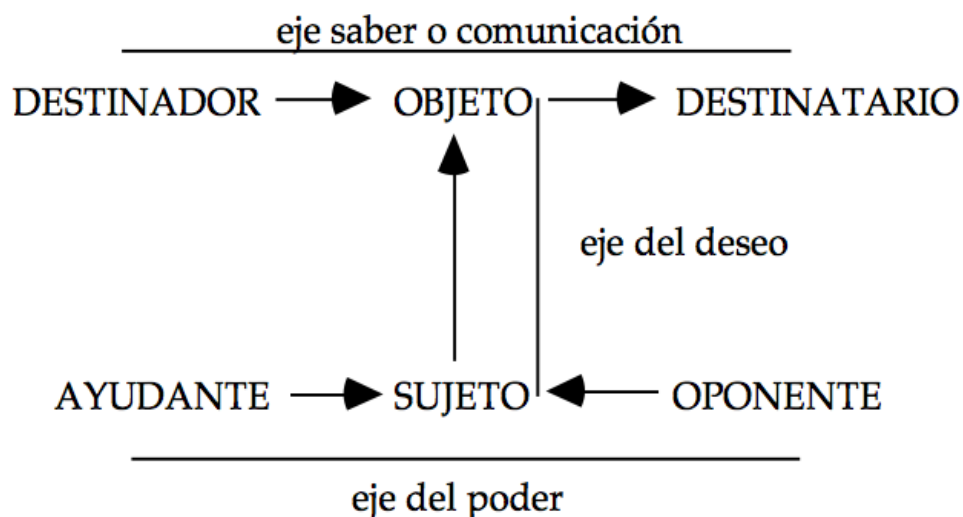 eje saber o comunicación
DESTINADOR OBJETO DESTINATARIO
eje del deseo
AYUDANTE SUJETO OPONENTE
eje del poder